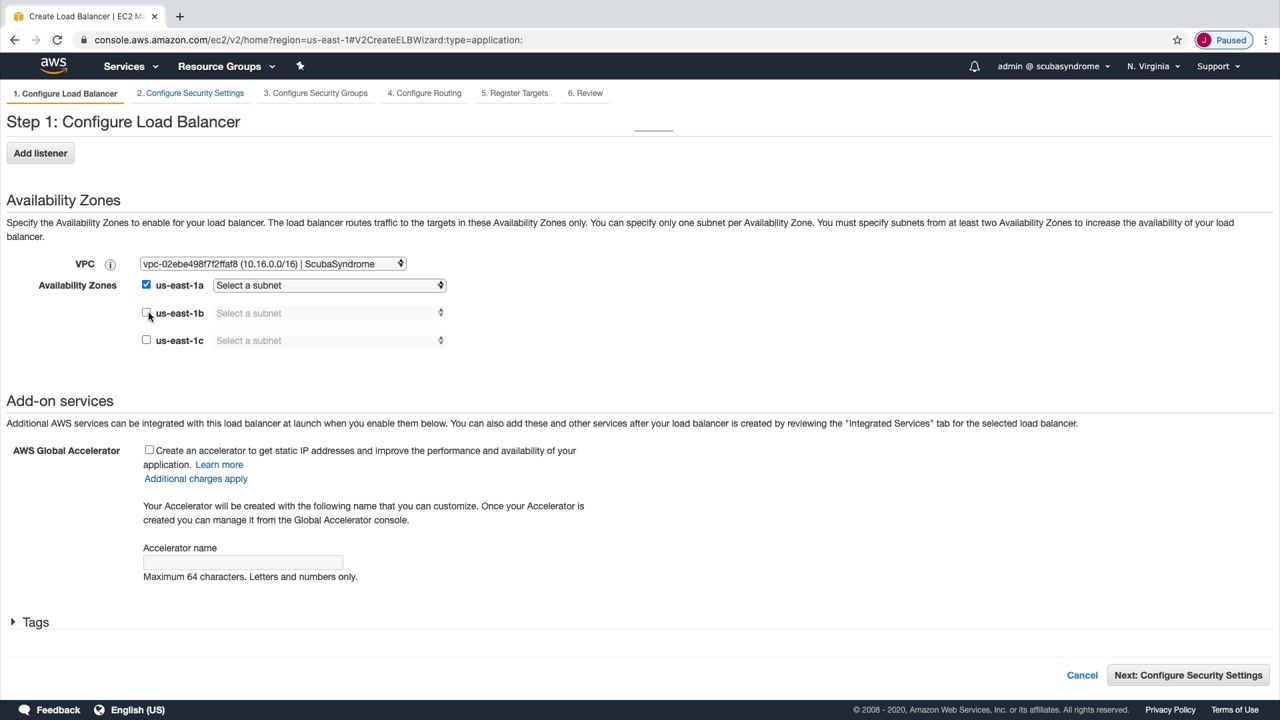 Create Load Balancer | EC2 M
console.aws.amazon.com/ec2/v2/home?region=us-east-1#V2CreateELBWizard:type=application:
J Paused
aws Services Resource Groups admin @ scubasyndrome N. Virginia Support
1. Configure Load Balancer 2. Configure Security Settings 3. Configure Security Groups 4. Configure Routing 5. Register Targets 6. Review
Step 1: Configure Load Balancer
Add listener
Availability Zones
Specify the Availability Zones to enable for your load balancer. The load balancer routes traffic to the targets in these Availability Zones only. You can specify only one subnet per Availability Zone. You must specify subnets from at least two Availability Zones to increase the availability of your load
balancer.
VPC i vpc-02ebe498f7f2ffaf8 (10.16.0.0/16) | ScubaSyndrome
Availability Zones us-east-1a Select a subnet
us-east-1b Select a subnet
us-east-1c Select a subnet
Add-on services
Additional AWS services can be integrated with this load balancer at launch when you enable them below. You can also add these and other services after your load balancer is created by reviewing the "Integrated Services" tab for the selected load balancer.
AWS Global Accelerator Create an accelerator to get static IP addresses and improve the performance and availability of your
application. Learn more
Additional charges apply
Your Accelerator will be created with the following name that you can customize. Once your Accelerator is
created you can manage it from the Global Accelerator console.
Accelerator name
Maximum 64 characters. Letters and numbers only.
Tags
Cancel Next: Configure Security Settings
Feedback English (US) © 2008 - 2020, Amazon Web Services, Inc. or its affiliates. All rights reserved. Privacy Policy Terms of Use